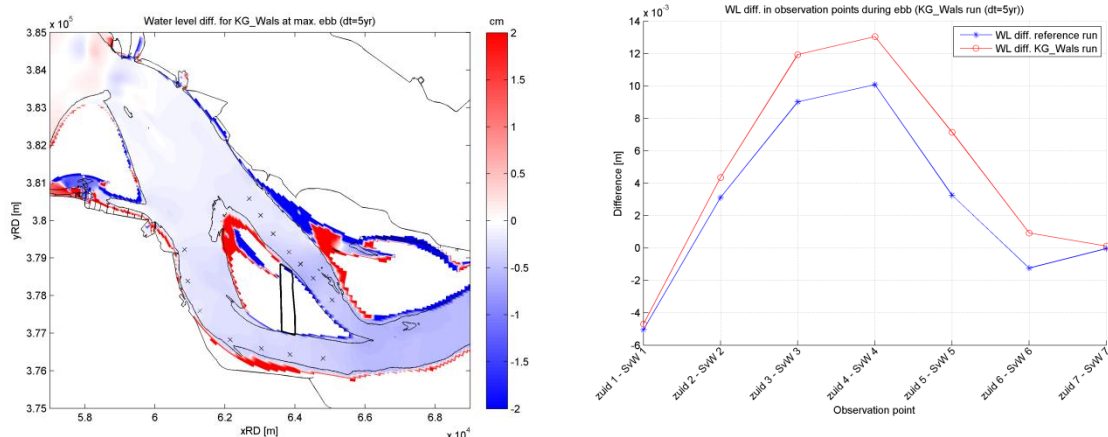 Water level diff. for KG_Wals at max. ebb (dt=5yr)
x 10^5
cm
3.85
3.84
3.83
3.82
3.81
3.8
3.79
3.78
3.77
3.76
3.75
yRD [m]
5.8
6
6.2
6.4
6.6
6.8
x 10^4
xRD [m]
2
1.5
1
0.5
0
-0.5
-1
-1.5
-2
WL diff. in observation points during ebb (KG_Wals run (dt=5yr))
x 10^-3
14
12
10
8
6
4
2
0
-2
-4
-6
Difference [m]
WL diff. reference run
WL diff. KG_Wals run
zuid 1 - SvW 1
zuid 2 - SvW 2
zuid 3 - SvW 3
zuid 4 - SvW 4
zuid 5 - SvW 5
zuid 6 - SvW 6
zuid 7 - SvW 7
Observation point